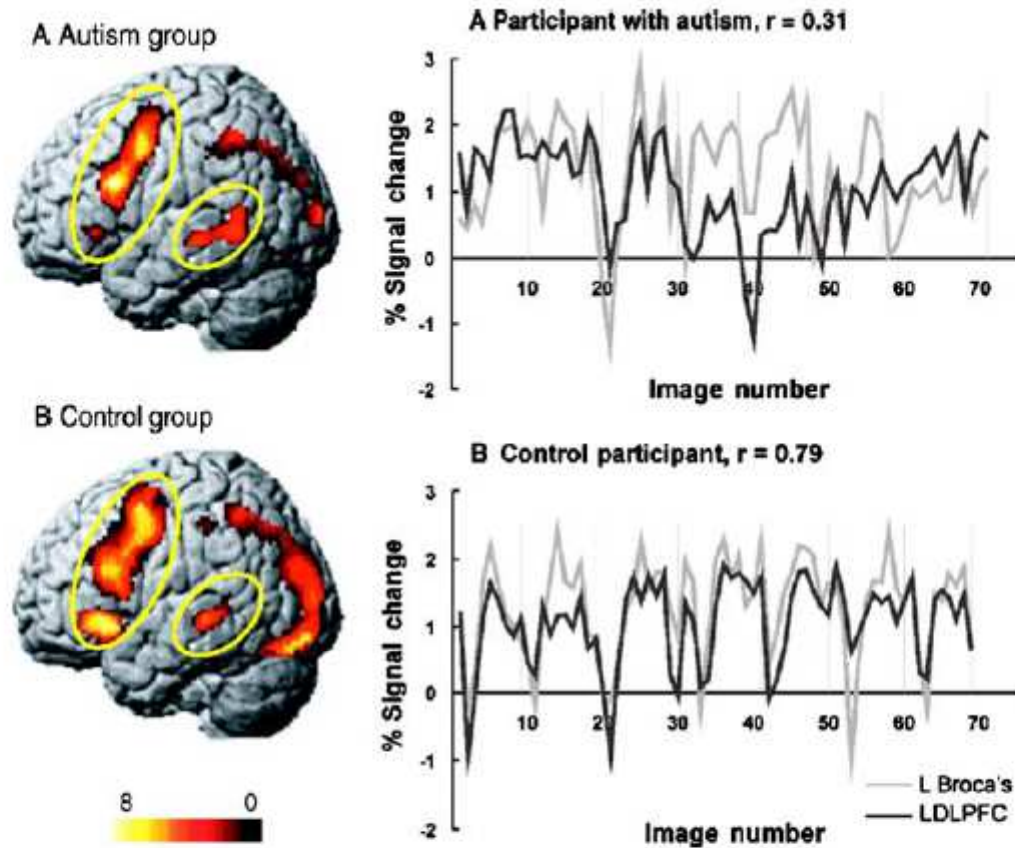 A Autism group
A Participant with autism, r = 0.31
% Signal change
3
2
1
0
-1
-2
10 20 30 40 50 60 70
Image number
B Control group
B Control participant, r = 0.79
% Signal change
3
2
1
0
-1
-2
10 20 30 40 50 60 70
L Broca's
LDLPFC
Image number
8 0